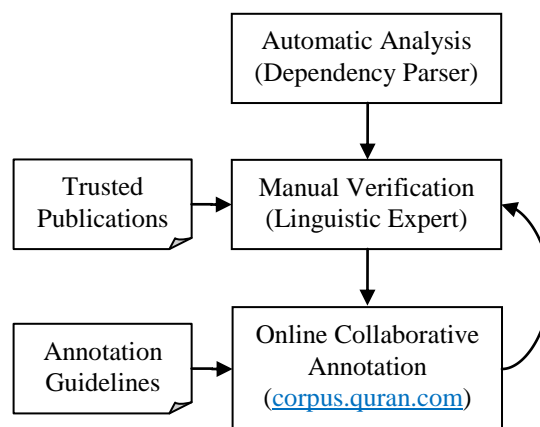 Automatic Analysis
(Dependency Parser)
Trusted
Publications
Manual Verification
(Linguistic Expert)
Annotation
Guidelines
Online Collaborative
Annotation
(corpus.quran.com)